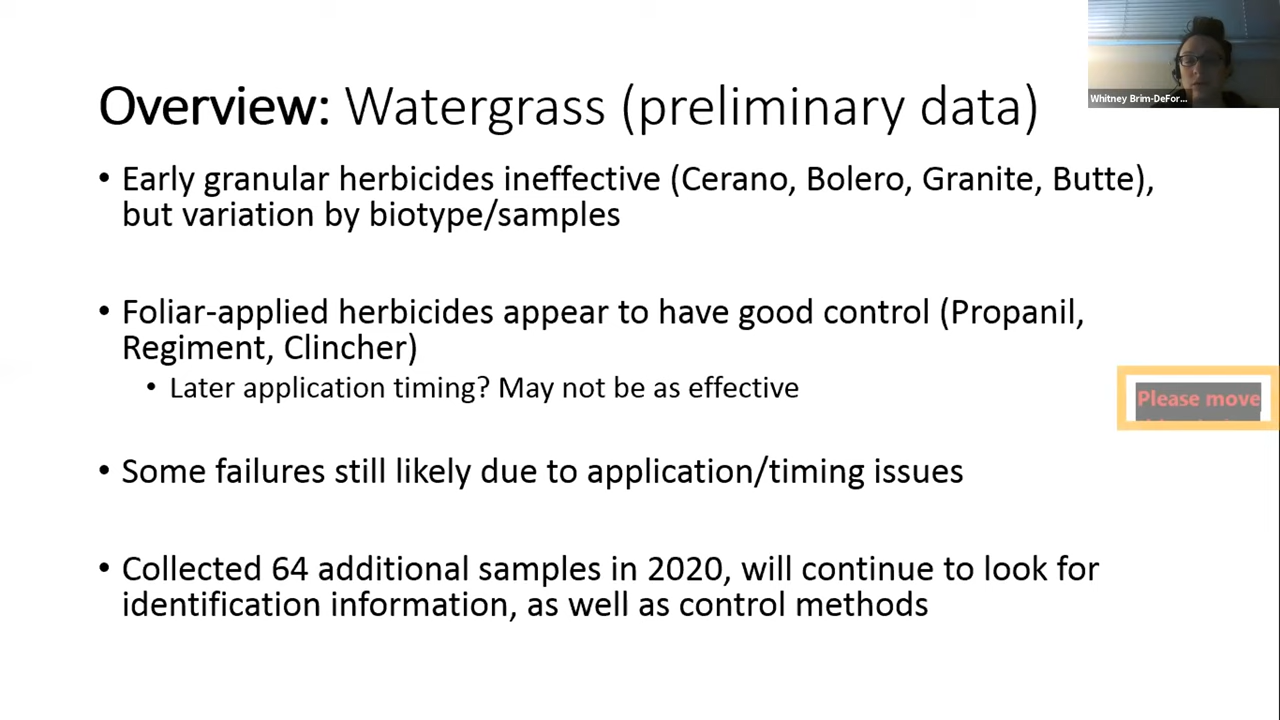 Whitney Brim-DeFor...
Overview: Watergrass (preliminary data)
• Early granular herbicides ineffective (Cerano, Bolero, Granite, Butte),
but variation by biotype/samples
• Foliar-applied herbicides appear to have good control (Propanil,
Regiment, Clincher)
• Later application timing? May not be as effective
Please move
• Some failures still likely due to application/timing issues
• Collected 64 additional samples in 2020, will continue to look for
identification information, as well as control methods